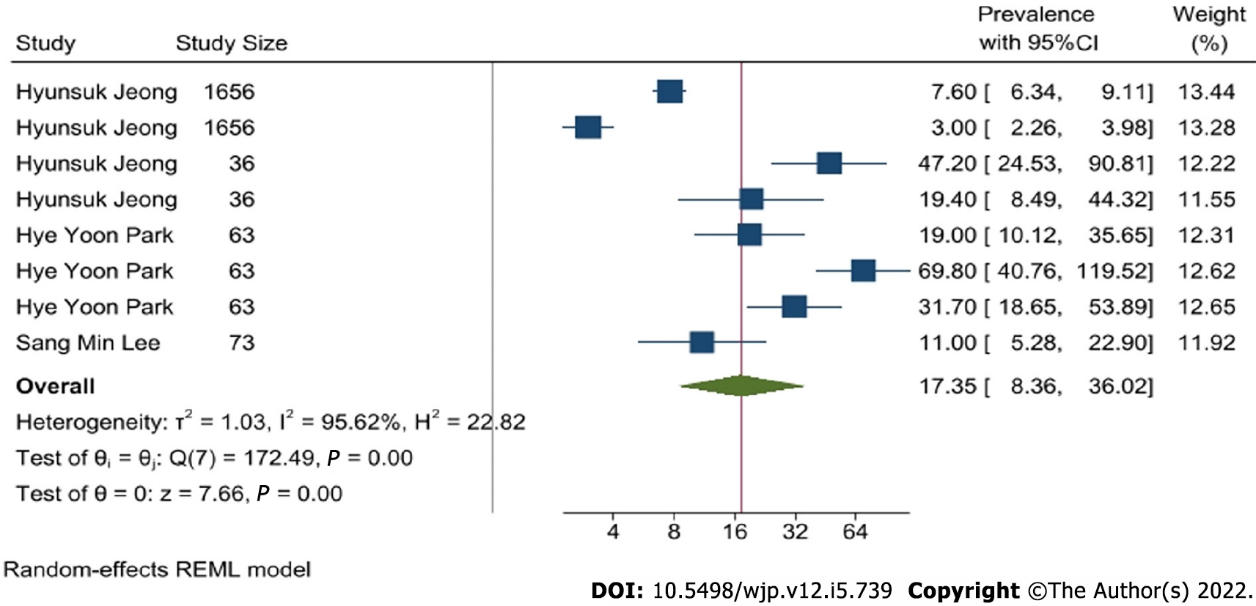 Prevalence Weight
Study Study Size with 95%CI (%)
Hyunsuk Jeong 1656 7.60 [ 6.34, 9.11] 13.44
Hyunsuk Jeong 1656 3.00 [ 2.26, 3.98] 13.28
Hyunsuk Jeong 36 47.20 [ 24.53, 90.81] 12.22
Hyunsuk Jeong 36 19.40 [ 8.49, 44.32] 11.55
Hye Yoon Park 63 19.00 [ 10.12, 35.65] 12.31
Hye Yoon Park 63 69.80 [ 40.76, 119.52] 12.62
Hye Yoon Park 63 31.70 [ 18.65, 53.89] 12.65
Sang Min Lee 73 11.00 [ 5.28, 22.90] 11.92
Overall 17.35 [ 8.36, 36.02]
Heterogeneity: τ² = 1.03, I² = 95.62%, H² = 22.82
Test of θᵢ = θⱼ: Q(7) = 172.49, P = 0.00
Test of θ = 0: z = 7.66, P = 0.00
4 8 16 32 64
Random-effects REML model
DOI: 10.5498/wjp.v12.i5.739 Copyright ©The Author(s) 2022.